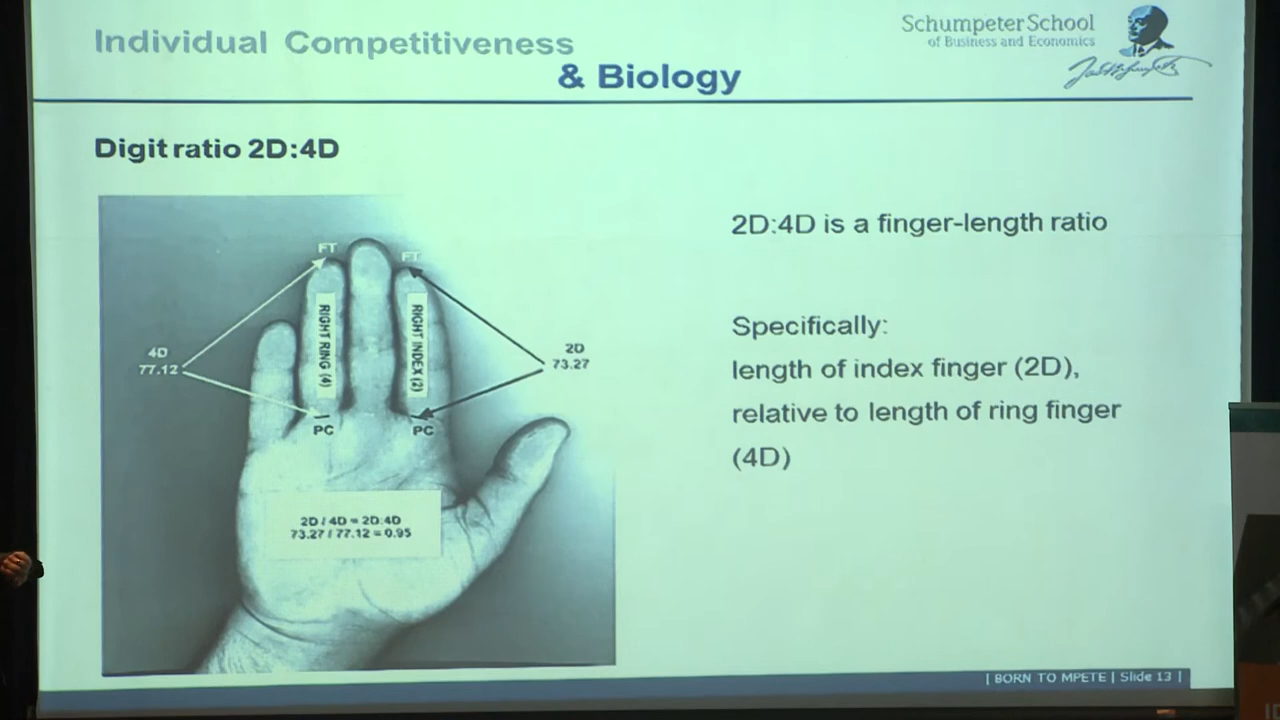 Individual Competitiveness
& Biology
Schumpeter School
of Business and Economics
Digit ratio 2D:4D
FT
FT
RIGHT RING (4)
RIGHT INDEX (2)
4D
77.12
2D
73.27
PC
PC
2D / 4D = 2D:4D
73.27 / 77.12 = 0.95
2D:4D is a finger-length ratio
Specifically:
length of index finger (2D),
relative to length of ring finger
(4D)
| BORN TO MPETE | Slide 13 |